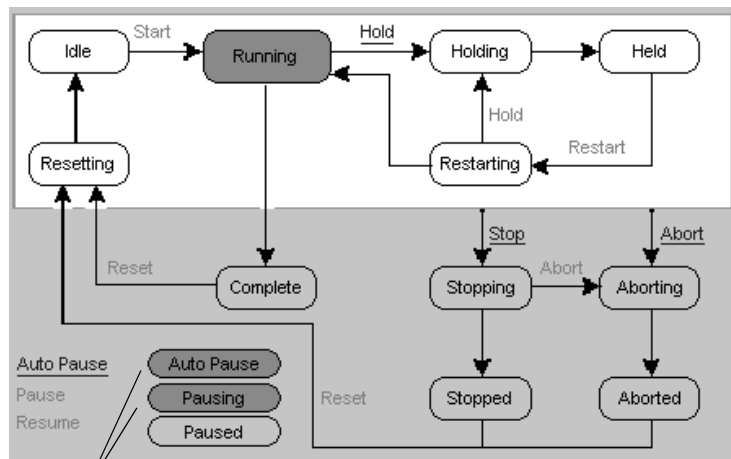 Start
Hold
Idle
Running
Holding
Held
Hold
Restart
Resetting
Restarting
Stop
Abort
Reset
Abort
Complete
Stopping
Aborting
Auto Pause
Auto Pause
Pause
Pausing
Reset
Stopped
Aborted
Resume
Paused